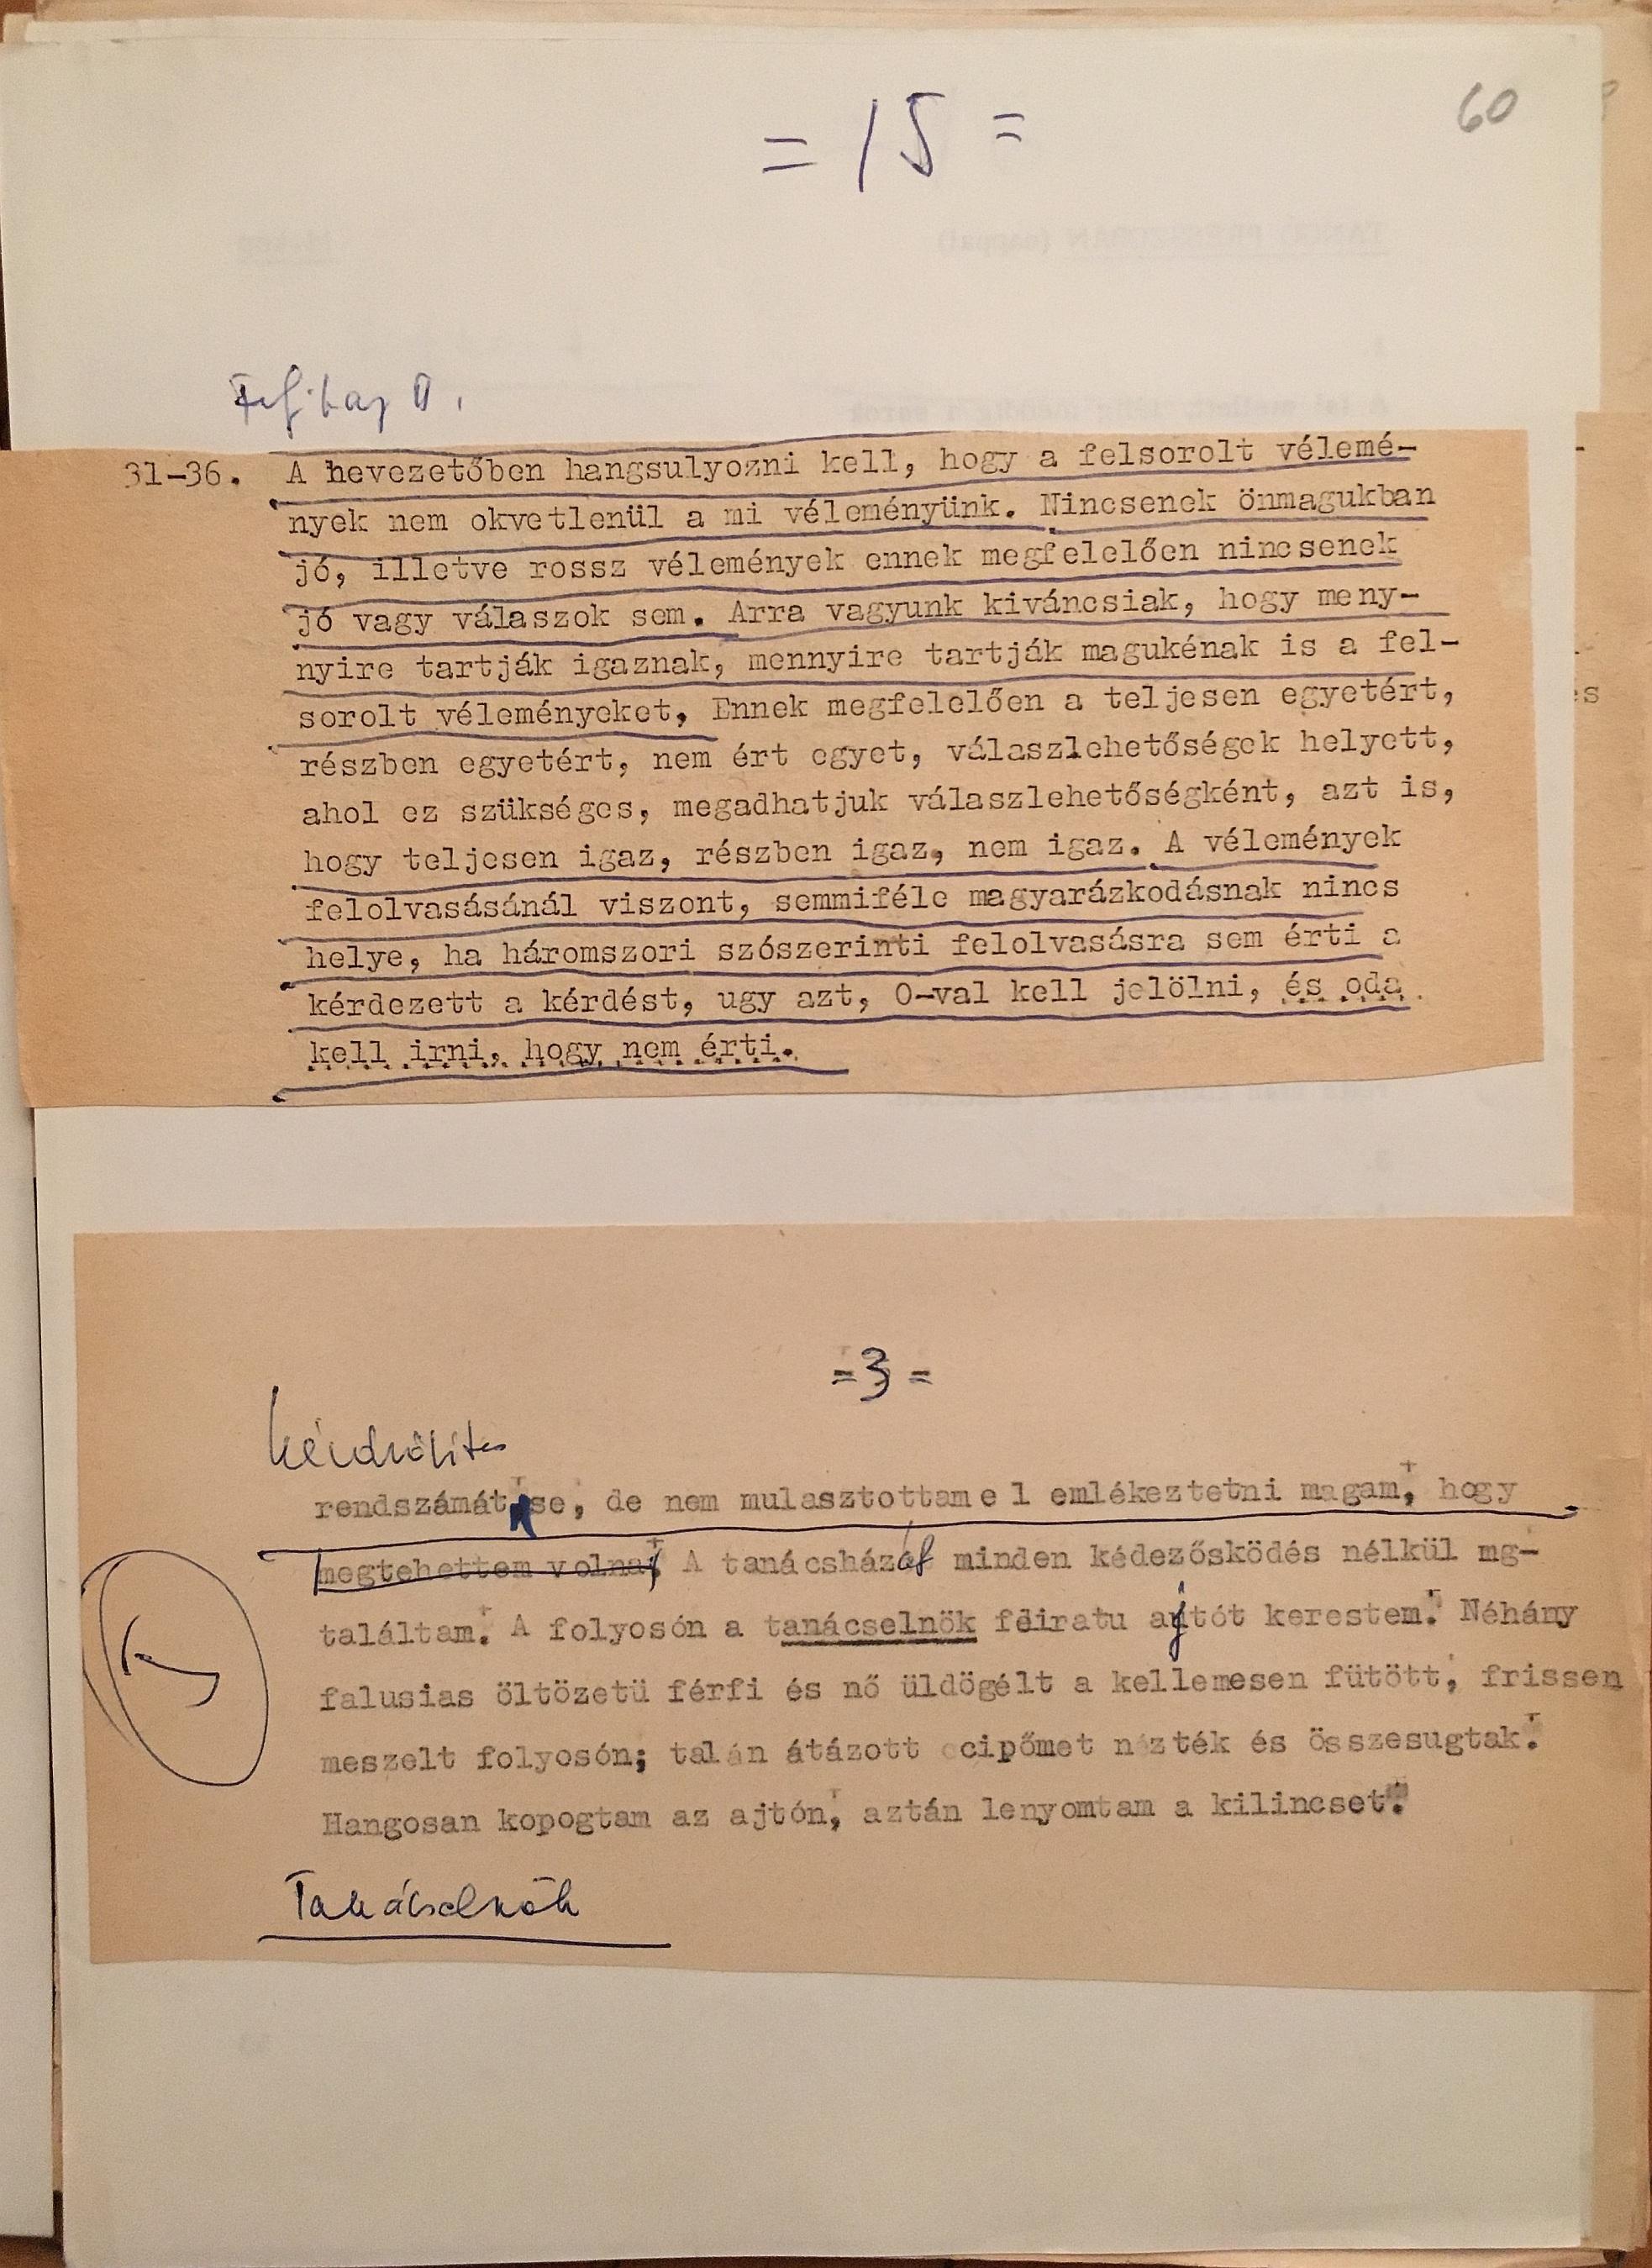 60
= 15 =
31-36. A hevezetőben hangsulyozni kell, hogy a felsorolt vélemé-
nyek nem okvetlenül a mi véleményünk. Nincsenek önmagukban
jó, illetve rossz vélemények ennek megfelelően nincsenek
jó vagy válaszok sem. Arra vagyunk kiváncsiak, hogy meny-
nyire tartják igaznak, mennyire tartják magukénak is a fel-
sorolt véleményeket, Ennek megfelelően a teljesen egyetért,
részben egyetért, nem ért egyet, válaszlehetőségek helyett,
ahol ez szükséges, megadhatjuk válaszlehetőségként, azt is,
hogy teljesen igaz, részben igaz, nem igaz. A vélemények
felolvasásánál viszont, semmiféle magyarázkodásnak nincs
helye, ha háromszori szószerinti felolvasásra sem érti a
kérdezett a kérdést, ugy azt, 0-val kell jelölni, és oda
kell irni, hogy nem érti.
=3=
rendszámát se, de nem mulasztottam e l emlékeztetni magam, hogy
megtehettem volna. A tanácsházát minden kédezősködés nélkül mg-
találtam. A folyosón a tanácselnök feiratu ajtót kerestem. Néhány
falusias öltözetü férfi és nő üldögélt a kellemesen fütött, frissen
meszelt folyosón; talán átázott cipőmet nézték és összesugtak.
Hangosan kopogtam az ajtón, aztán lenyomtam a kilincset.
Tanácselnök